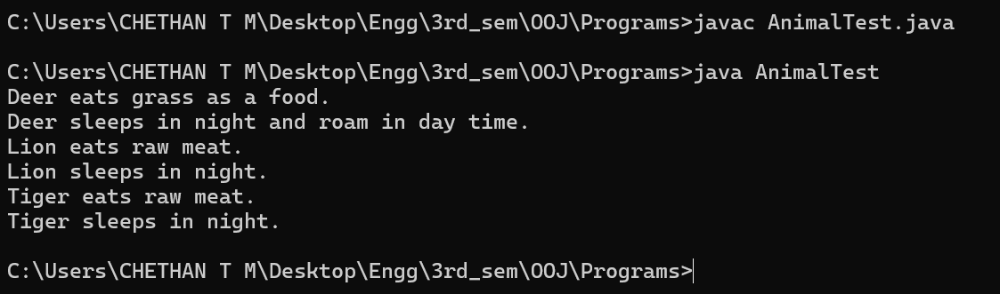 C:\Users\CHETHAN T M\Desktop\Engg\3rd_sem\OOJ\Programs>javac AnimalTest.java
C:\Users\CHETHAN T M\Desktop\Engg\3rd_sem\OOJ\Programs>java AnimalTest
Deer eats grass as a food.
Deer sleeps in night and roam in day time.
Lion eats raw meat.
Lion sleeps in night.
Tiger eats raw meat.
Tiger sleeps in night.
C:\Users\CHETHAN T M\Desktop\Engg\3rd_sem\OOJ\Programs>